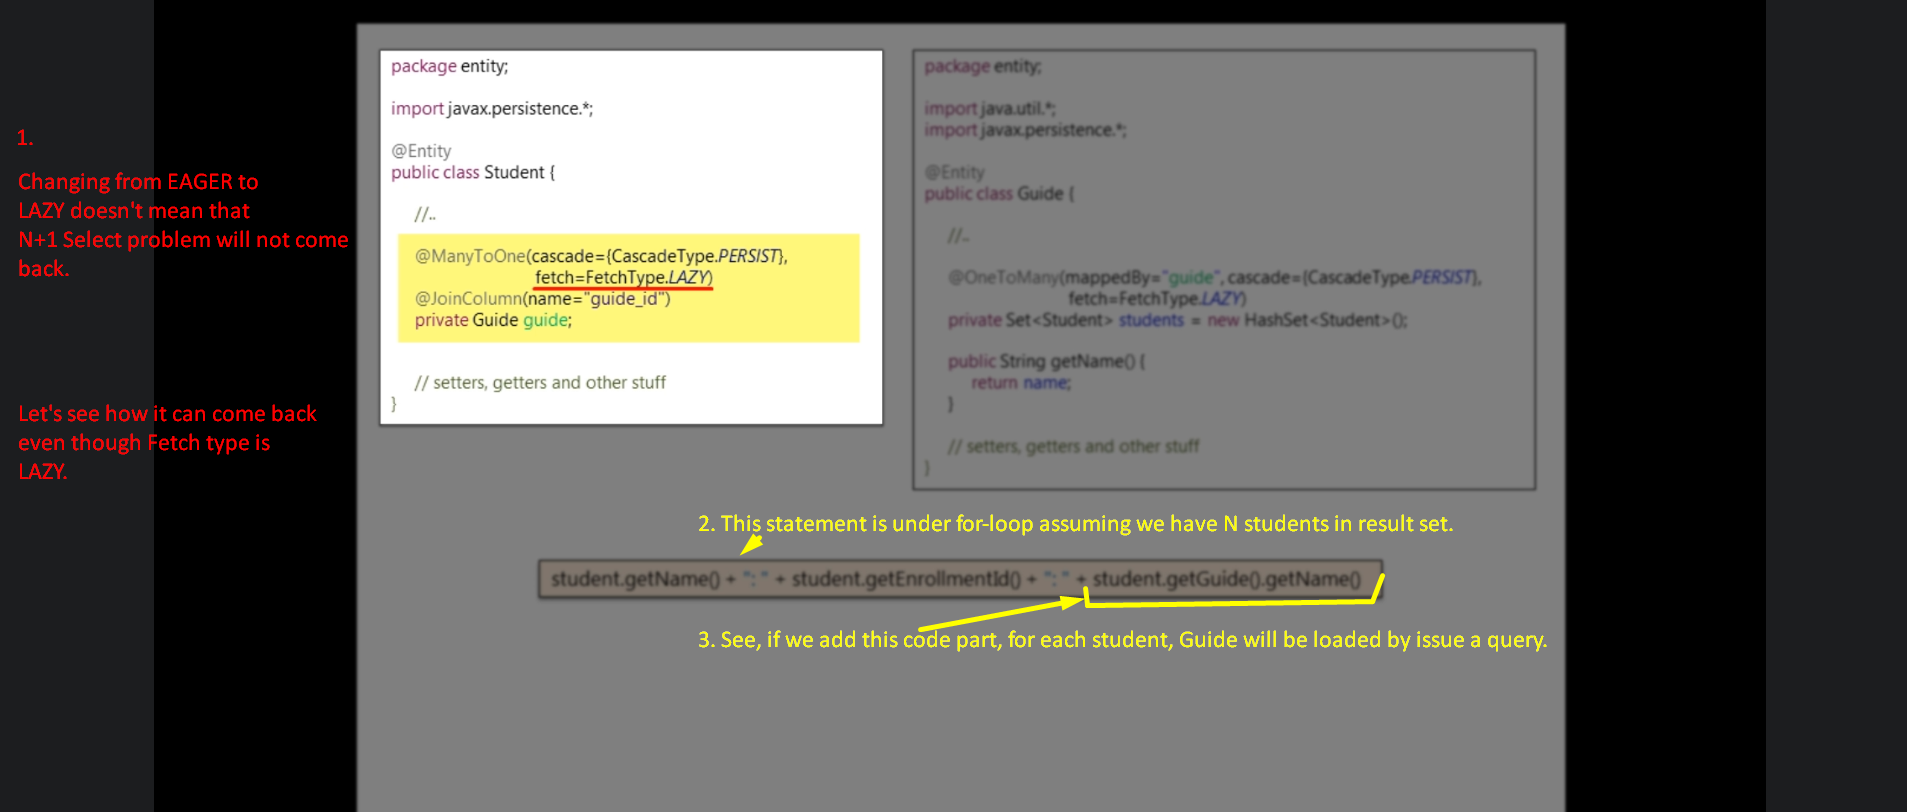 1.
Changing from EAGER to
LAZY doesn't mean that
N+1 Select problem will not come
back.
Let's see how it can come back
even though Fetch type is
LAZY.
package entity;
import javax.persistence.*;
@Entity
public class Student {
//..
@ManyToOne(cascade={CascadeType.PERSIST},
fetch=FetchType.LAZY)
@JoinColumn(name="guide_id")
private Guide guide;
// setters, getters and other stuff
}
package entity;
import java.util.*;
import javax.persistence.*;
@Entity
public class Guide {
//..
@OneToMany(mappedBy="guide", cascade={CascadeType.PERSIST},
fetch=FetchType.LAZY)
private Set<Student> students = new HashSet<Student>();
public String getName() {
return name;
}
// setters, getters and other stuff
}
2. This statement is under for-loop assuming we have N students in result set.
student.getName() + ": " + student.getEnrollmentId() + ": " + student.getGuide().getName()
3. See, if we add this code part, for each student, Guide will be loaded by issue a query.